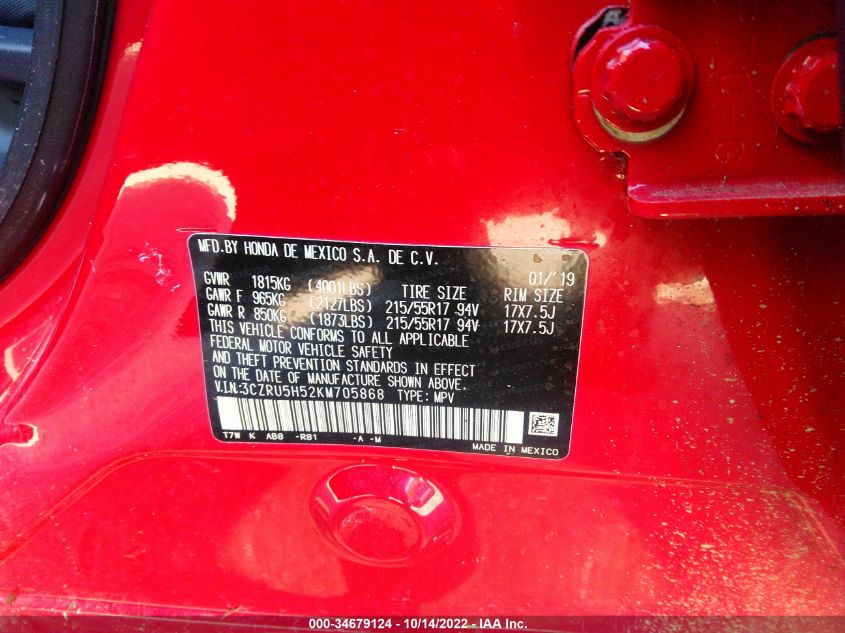 MFD.BY HONDA DE MEXICO S.A. DE C.V.
01/'19
GVWR 1815KG (4001LBS) TIRE SIZE RIM SIZE
GAWR F 965KG (2127LBS) 215/55R17 94V 17X7.5J
GAWR R 850KG (1873LBS) 215/55R17 94V 17X7.5J
THIS VEHICLE CONFORMS TO ALL APPLICABLE
FEDERAL MOTOR VEHICLE SAFETY
AND THEFT PREVENTION STANDARDS IN EFFECT
ON THE DATE OF MANUFACTURE SHOWN ABOVE.
V.I.N:3CZRU5H52KM705868 TYPE: MPV
T7W K AB0 -R81 -A -M
MADE IN MEXICO
000-34679124 - 10/14/2022 - IAA Inc.